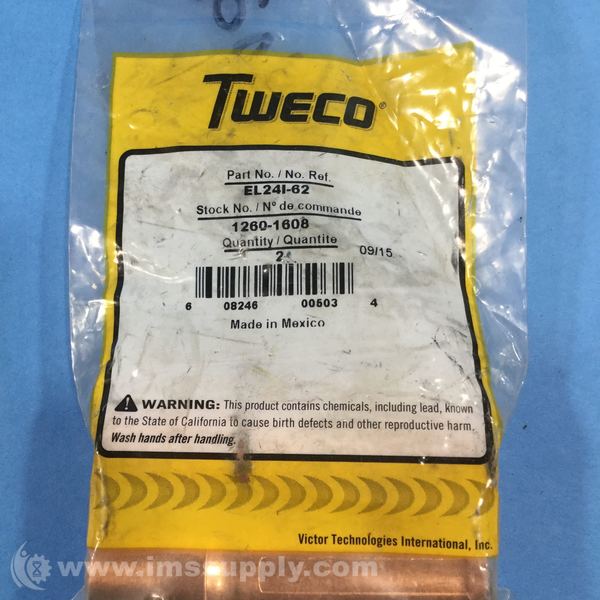 TWECO®
Part No. / No. Ref.
EL24I-62
Stock No. / Nº de commande
1260-1608
Quantity / Quantite
2
09/15
6 08246 00503 4
Made in Mexico
WARNING: This product contains chemicals, including lead, known
to the State of California to cause birth defects and other reproductive harm.
Wash hands after handling.
Victor Technologies International, Inc.
www.imssupply.com